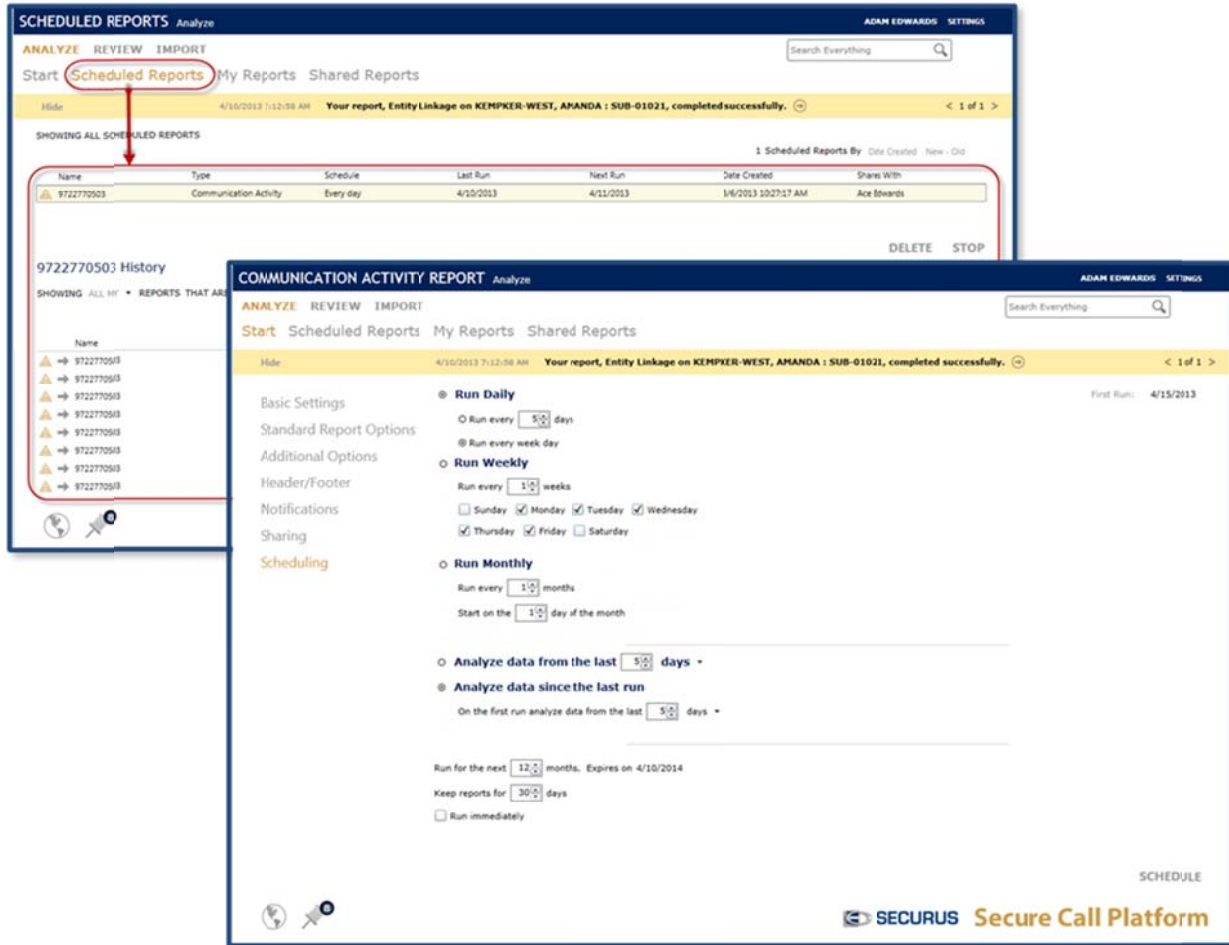 SCHEDULED REPORTS Analyze
ADAM EDWARDS SETTINGS
ANALYZE REVIEW IMPORT
Search Everything
Start Scheduled Reports My Reports Shared Reports
Hide 4/10/2013 7:12:58 AM Your report, Entity Linkage on KEMPKER-WEST, AMANDA : SUB-01021, completed successfully. < 1 of 1 >
SHOWING ALL SCHEDULED REPORTS
1 Scheduled Reports By Date Created New - Old
Name Type Schedule Last Run Next Run Date Created Shares With
9722770503 Communication Activity Every day 4/10/2013 4/11/2013 10:27:17 AM Ace Edwards
DELETE STOP
9722770503 History
SHOWING ALL MY REPORTS THAT ARE
Name
9722770503
9722770503
9722770503
9722770503
9722770503
9722770503
9722770503
9722770503
COMMUNICATION ACTIVITY REPORT Analyze
ADAM EDWARDS SETTINGS
ANALYZE REVIEW IMPORT
Search Everything
Start Scheduled Reports My Reports Shared Reports
Hide 4/10/2013 7:12:58 AM Your report, Entity Linkage on KEMPKER-WEST, AMANDA : SUB-01021, completed successfully. < 1 of 1 >
Basic Settings
Standard Report Options
Additional Options
Header/Footer
Notifications
Sharing
Scheduling
Run Daily
First Run: 4/15/2013
Run every 5 days
Run every week day
Run Weekly
Run every 1 weeks
Sunday Monday Tuesday Wednesday
Thursday Friday Saturday
Run Monthly
Run every 1 months
Start on the 1 day of the month
Analyze data from the last 5 days
Analyze data since the last run
On the first run analyze data from the last 5 days
Run for the next 12 months. Expires on 4/10/2014
Keep reports for 30 days
Run immediately
SCHEDULE
SECURUS Secure Call Platform